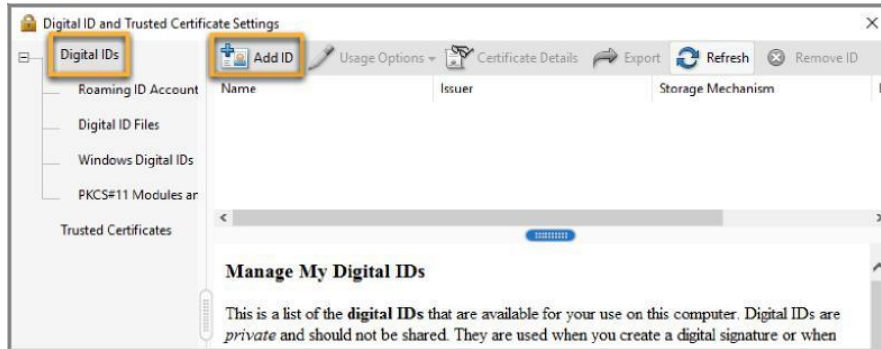 Digital ID and Trusted Certificate Settings
Digital IDs
Add ID Usage Options Certificate Details Export Refresh Remove ID
Roaming ID Account
Name Issuer Storage Mechanism
Digital ID Files
Windows Digital IDs
PKCS#11 Modules ar
Trusted Certificates
Manage My Digital IDs
This is a list of the digital IDs that are available for your use on this computer. Digital IDs are
private and should not be shared. They are used when you create a digital signature or when